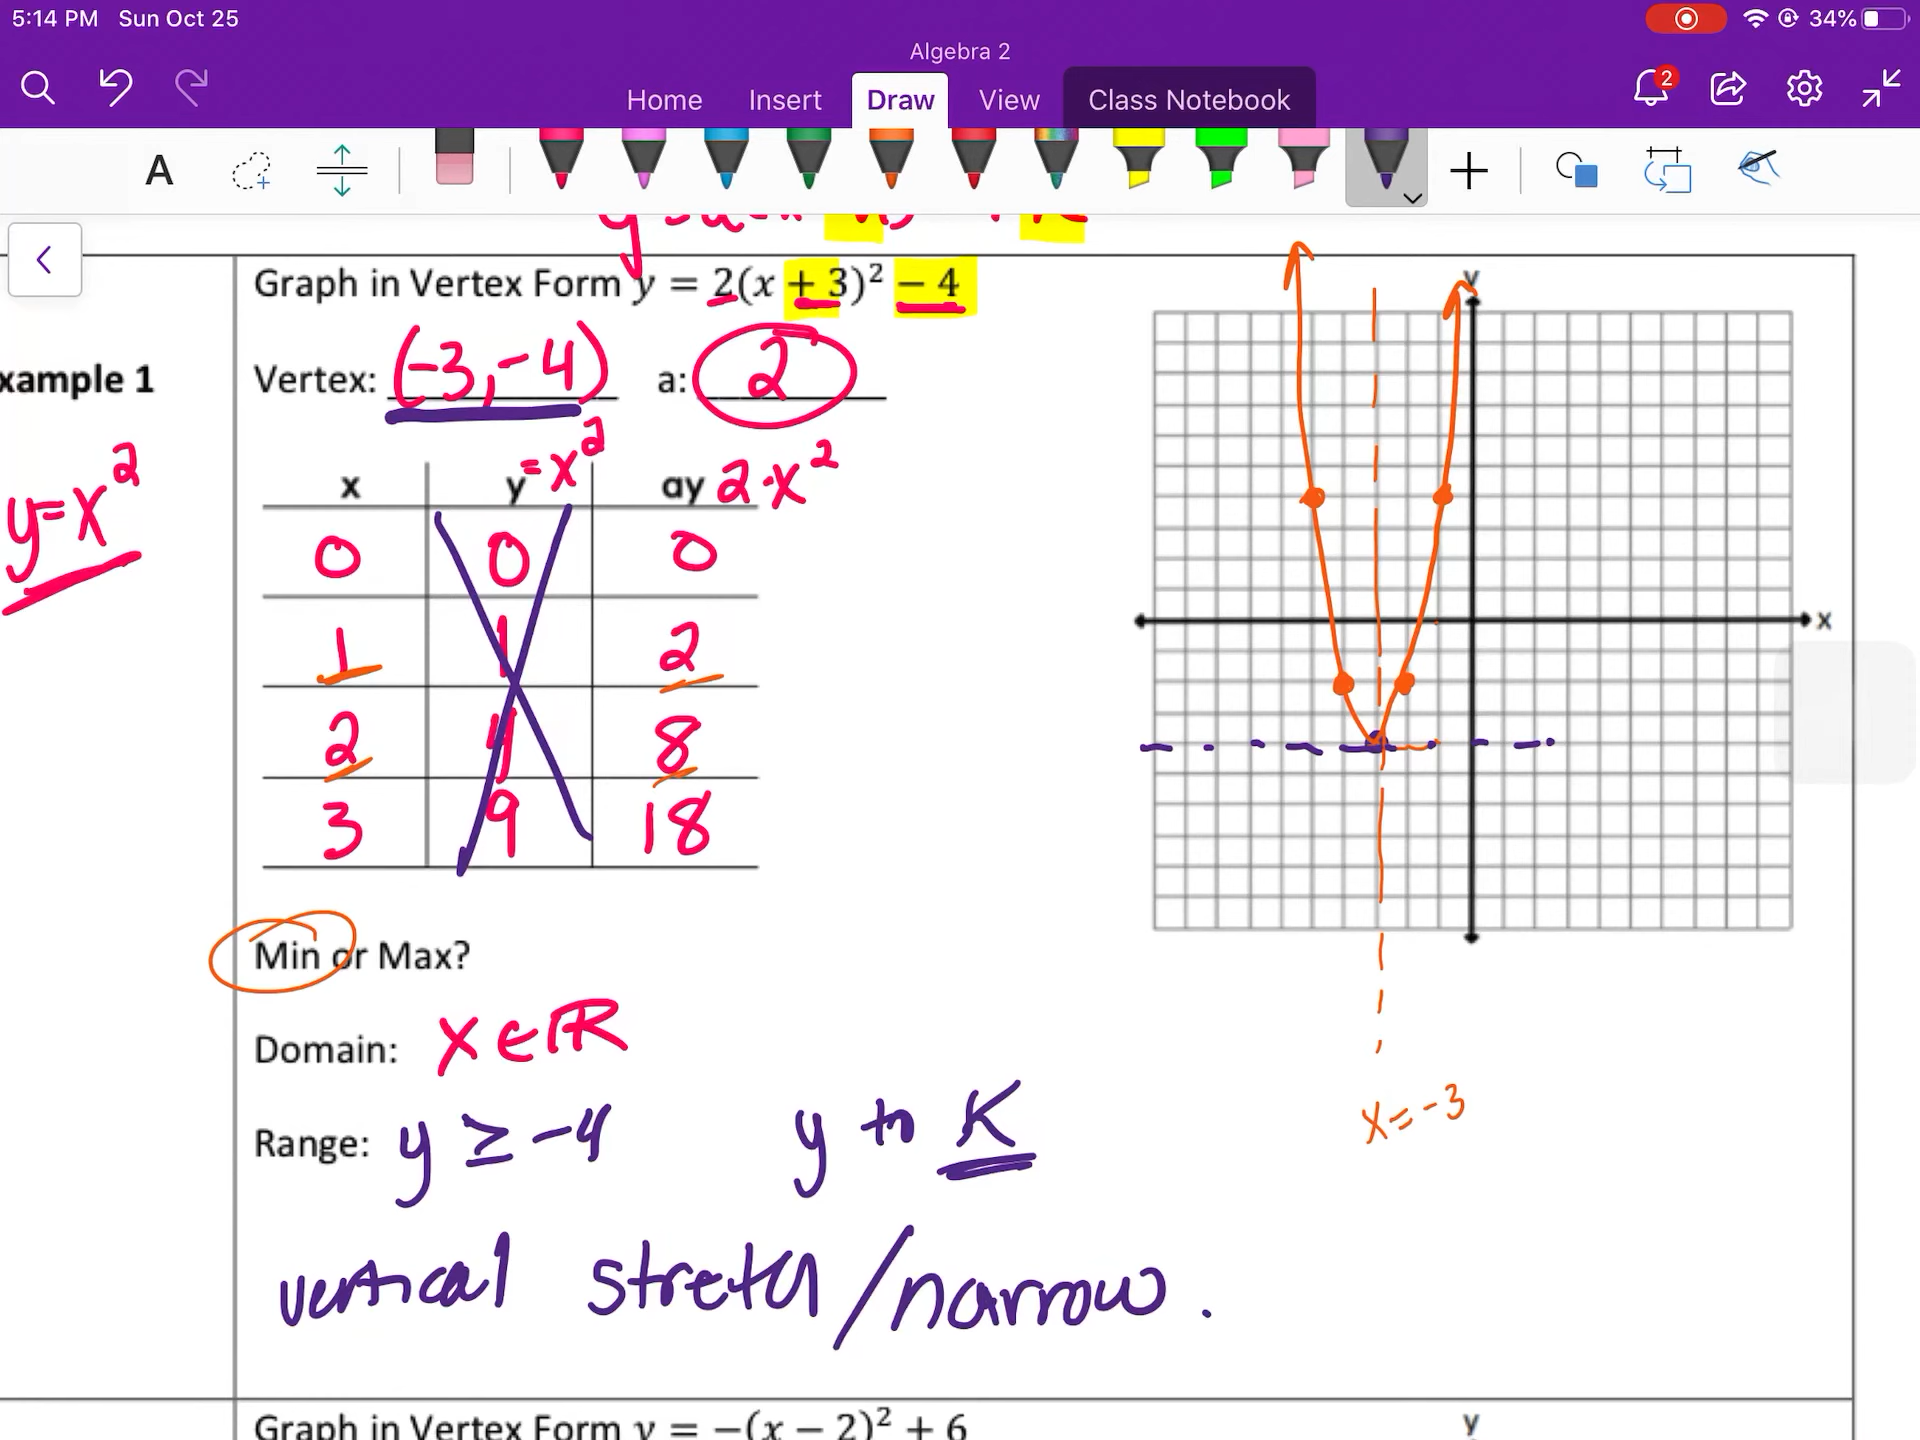 5:14 PM Sun Oct 25
34%
Algebra 2
Home Insert Draw View Class Notebook
2
A
Graph in Vertex Form y = 2(x + 3)² − 4
xample 1
Vertex: (-3, -4) a: 2
y=x²
x y =x² ay 2·x²
0 0 0
1 1 2
2 4 8
3 9 18
y
x
x = -3
Min or Max?
Domain: x ∈ ℝ
Range: y ≥ -4 y to K
vertical stretch/narrow.
Graph in Vertex Form y = −(x − 2)² + 6
y